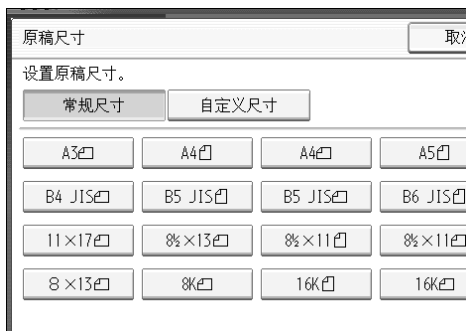 原稿尺寸
取消
设置原稿尺寸。
常规尺寸 自定义尺寸
A3 A4 A4 A5
B4 JIS B5 JIS B5 JIS B6 JIS
11×17 8½×13 8½×11 8½×11
8×13 8K 16K 16K